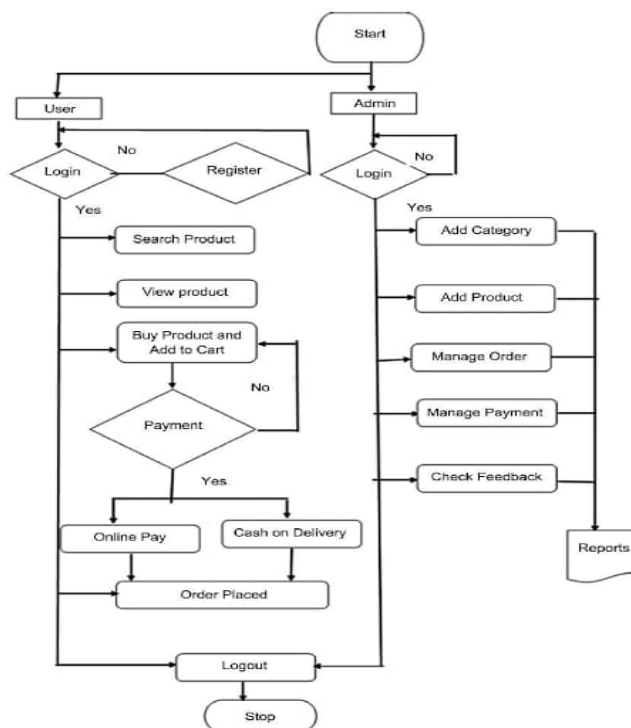 Start
User
Admin
No
Login
Register
No
Login
Yes
Yes
Search Product
Add Category
View product
Add Product
Buy Product and
Add to Cart
Manage Order
No
Payment
Manage Payment
Yes
Check Feedback
Online Pay
Cash on Delivery
Reports
Order Placed
Logout
Stop